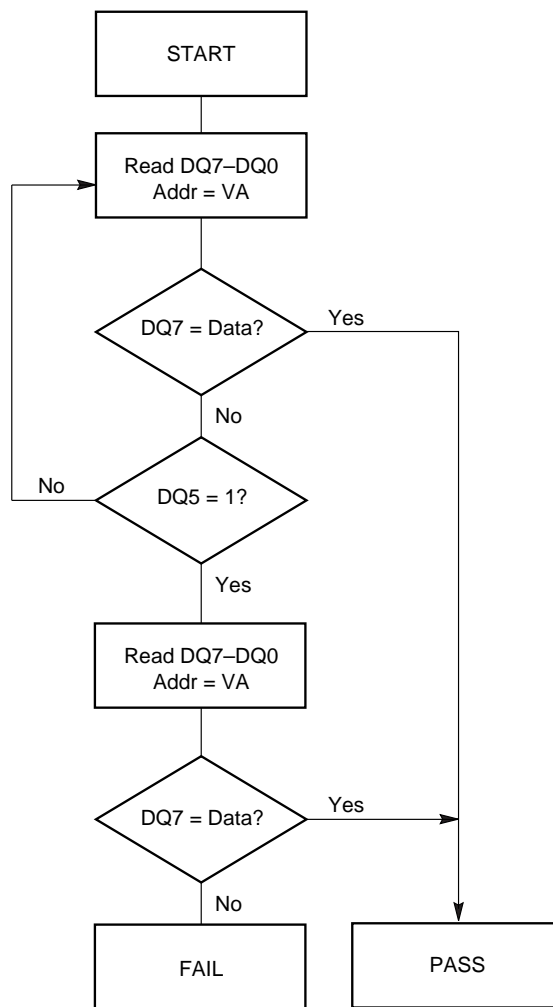 START
Read DQ7–DQ0
Addr = VA
DQ7 = Data?
Yes
No
No
DQ5 = 1?
Yes
Read DQ7–DQ0
Addr = VA
DQ7 = Data?
Yes
No
FAIL
PASS